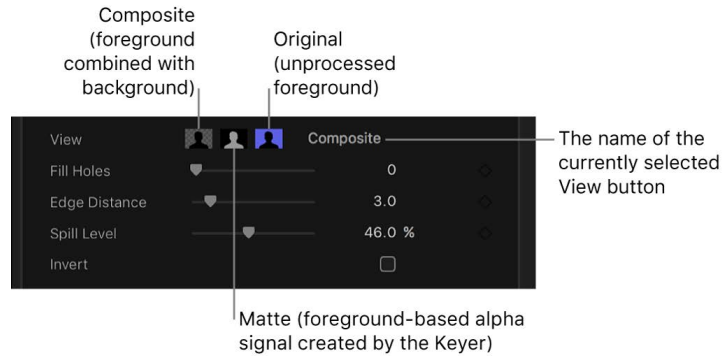 Composite
(foreground
combined with
background)
Original
(unprocessed
foreground)
View
Composite
The name of the
currently selected
View button
Fill Holes
0
Edge Distance
3.0
Spill Level
46.0 %
Invert
Matte (foreground-based alpha
signal created by the Keyer)